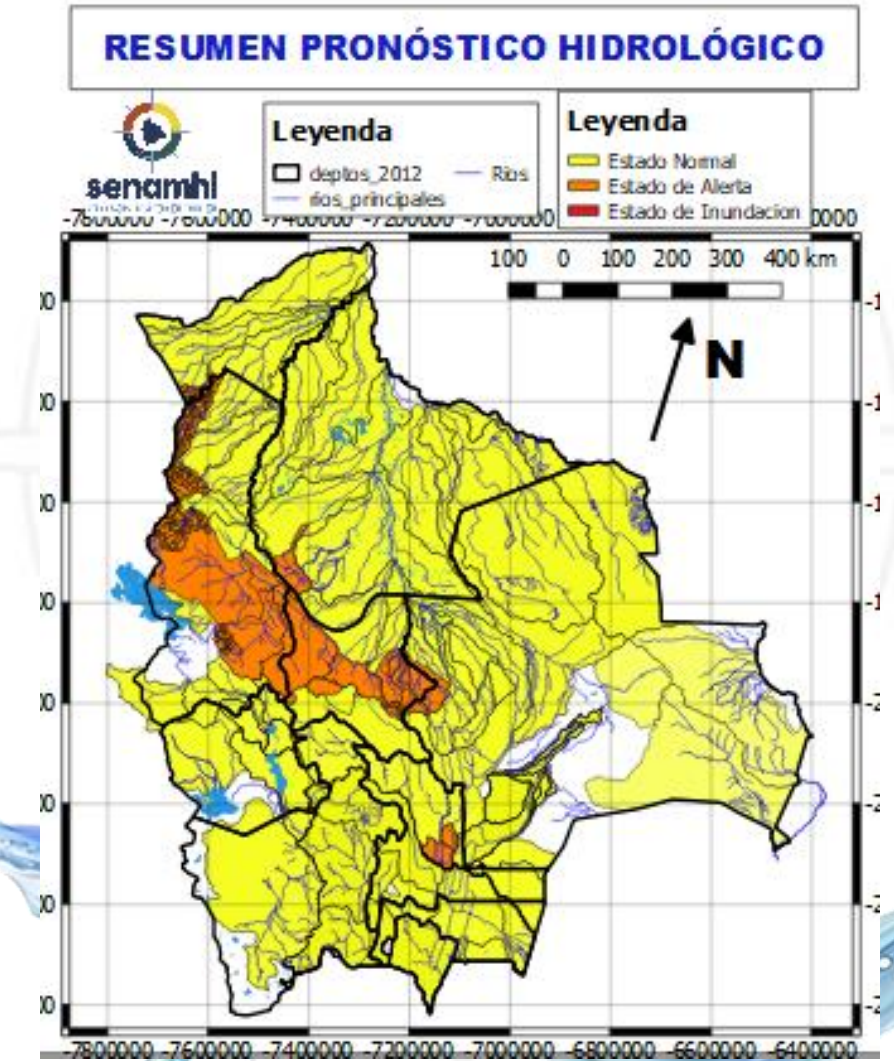 RESUMEN PRONÓSTICO HIDROLÓGICO
senamhi
Leyenda
deptos_2012
Rios
rios_principales
Leyenda
Estado Normal
Estado de Alerta
Estado de Inundacion
-7600000 -7400000 -7200000 -7000000
100 0 100 200 300 400 km
N
-7800000 -7600000 -7400000 -7200000 -7000000 -6800000 -6600000 -6400000